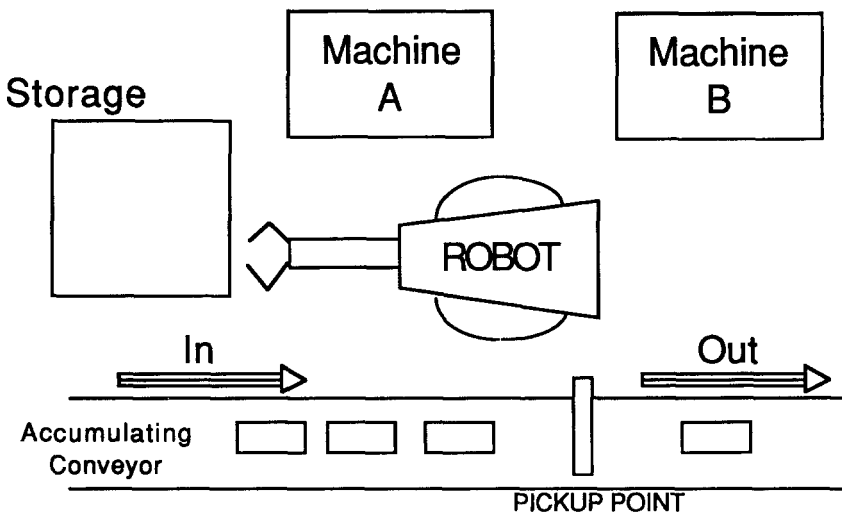 Machine
A
Machine
B
Storage
ROBOT
In
Out
Accumulating
Conveyor
PICKUP POINT